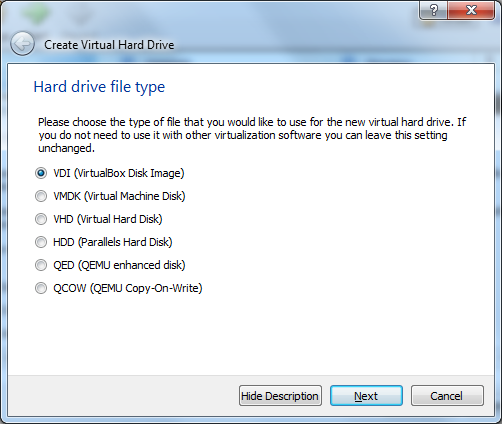 Create Virtual Hard Drive
Hard drive file type
Please choose the type of file that you would like to use for the new virtual hard drive. If
you do not need to use it with other virtualization software you can leave this setting
unchanged.
VDI (VirtualBox Disk Image)
VMDK (Virtual Machine Disk)
VHD (Virtual Hard Disk)
HDD (Parallels Hard Disk)
QED (QEMU enhanced disk)
QCOW (QEMU Copy-On-Write)
Hide Description Next Cancel